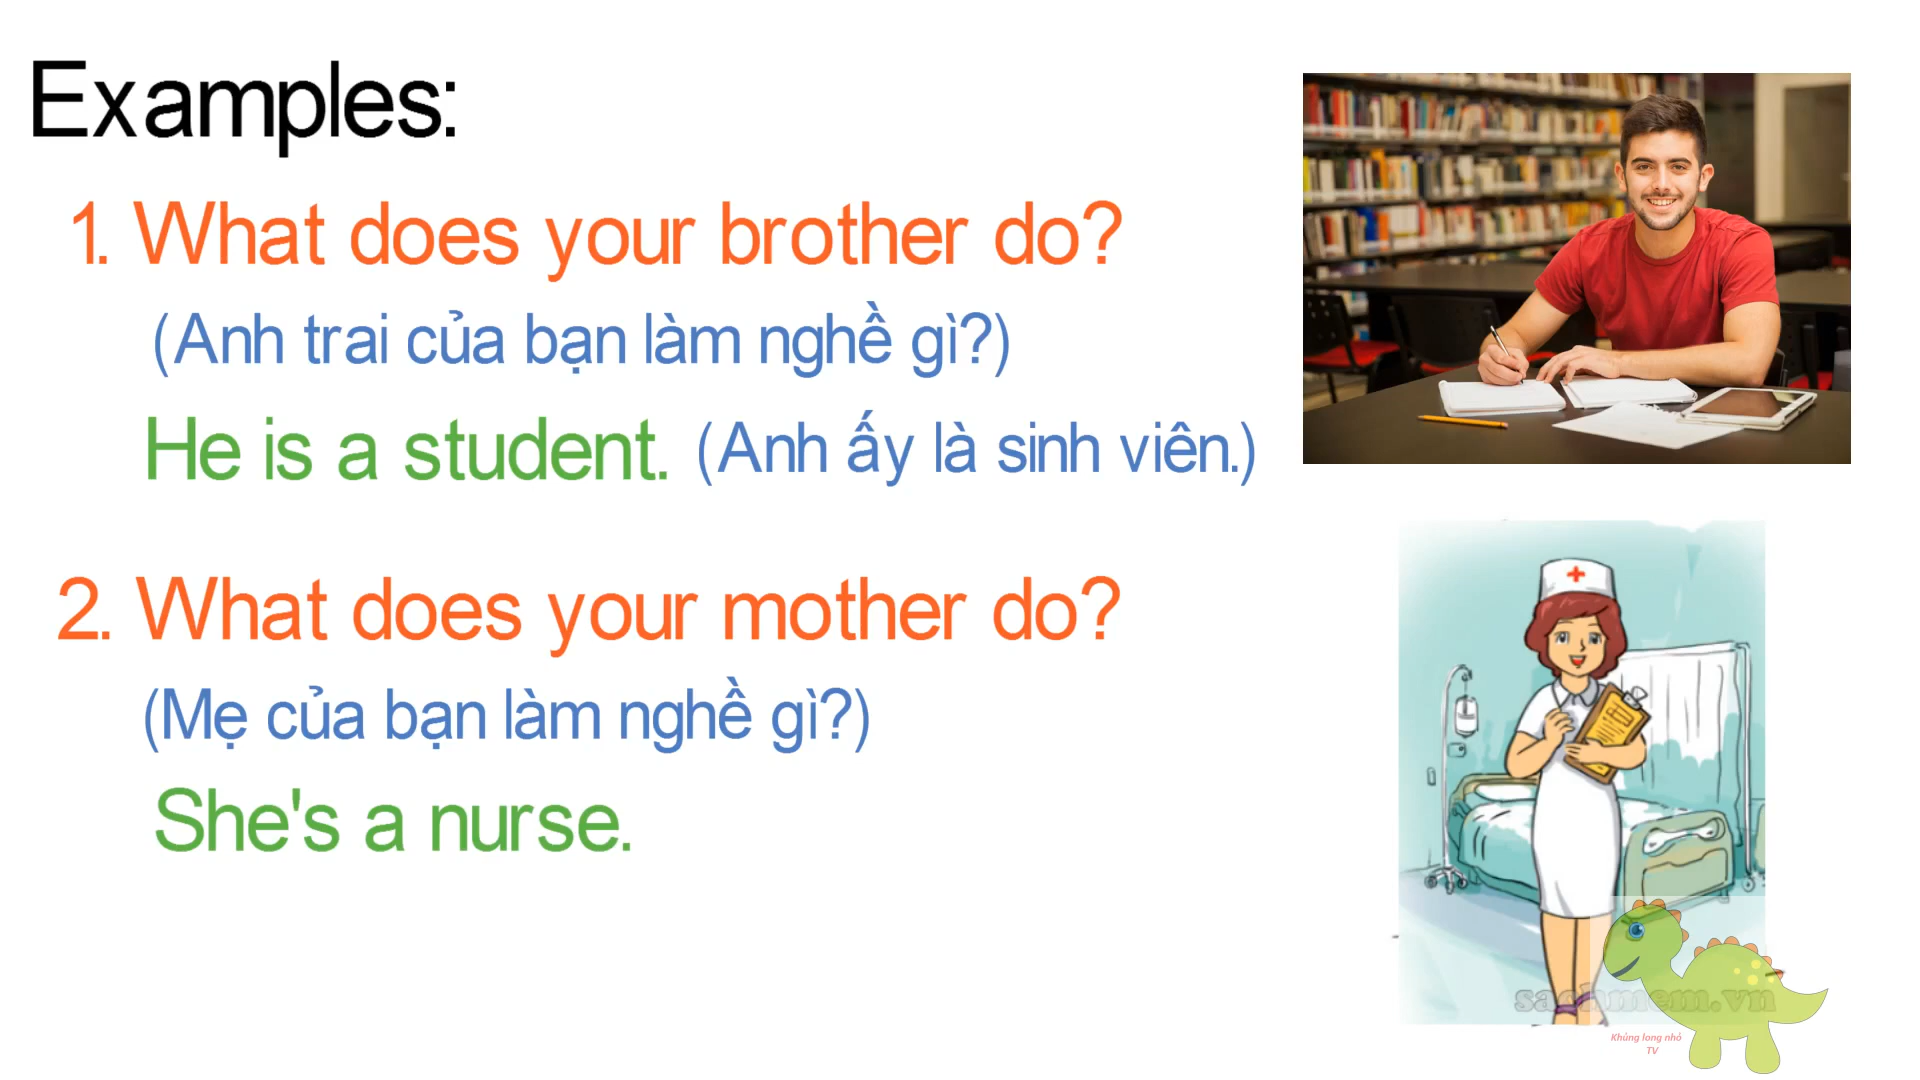 Examples:
1. What does your brother do?
(Anh trai của bạn làm nghề gì?)
He is a student. (Anh ấy là sinh viên.)
2. What does your mother do?
(Mẹ của bạn làm nghề gì?)
She's a nurse.
sachmem.vn
Khủng long nhỏ
TV